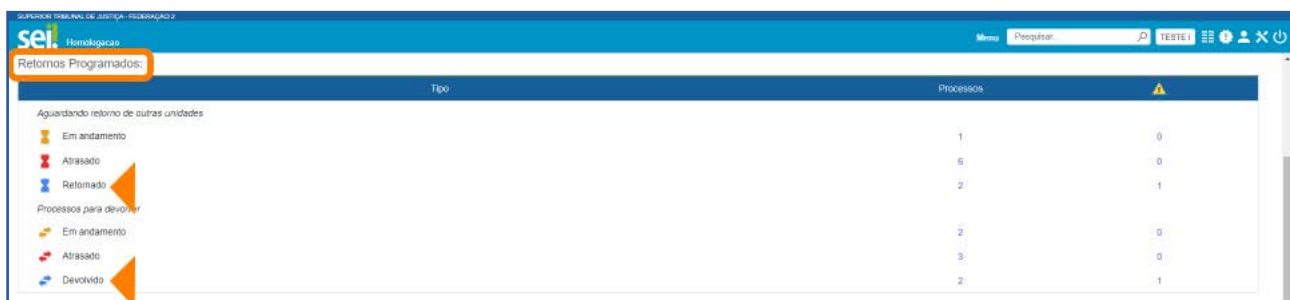 SUPERIOR TRIBUNAL DE JUSTIÇA - FEDERAÇÃO 2
sei. Homologacao Menu Pesquisar... TESTE I
Retornos Programados:
Tipo Processos
Aguardando retorno de outras unidades
Em andamento 1 0
Atrasado 6 0
Retornado 2 1
Processos para devolver
Em andamento 2 0
Atrasado 3 0
Devolvido 2 1